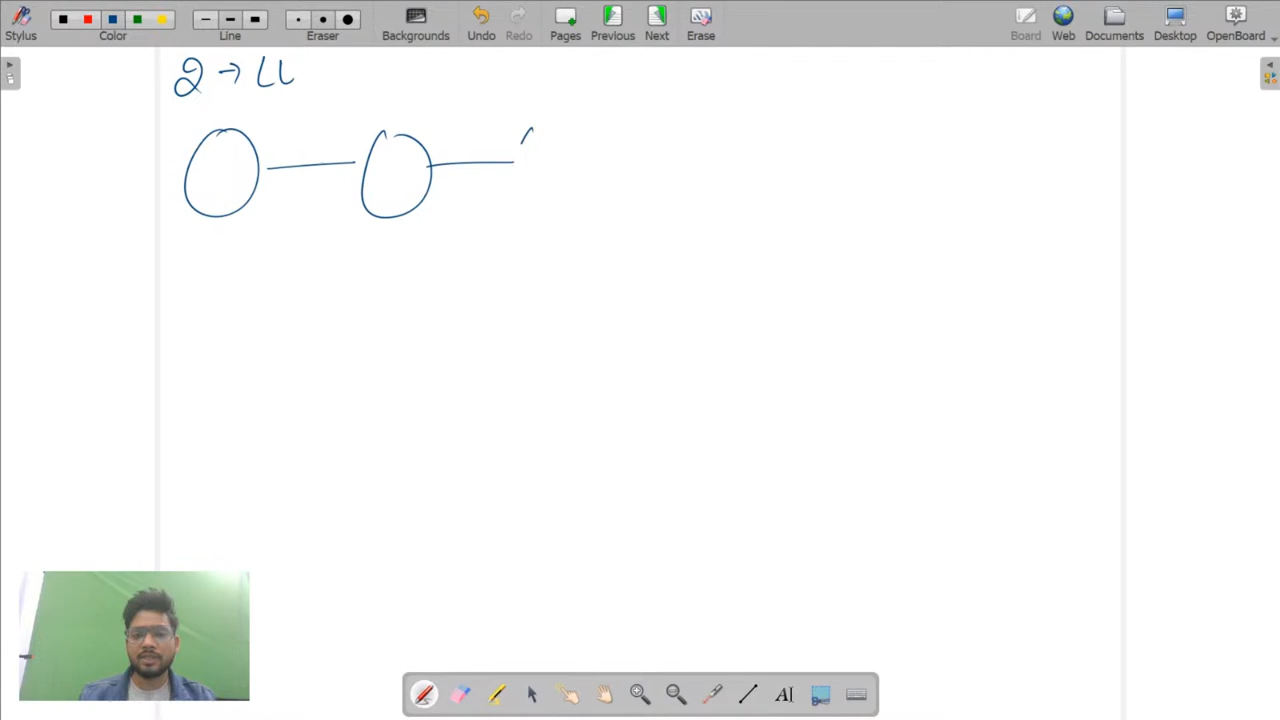 Stylus
Color
Line
Eraser
Backgrounds
Undo
Redo
Pages
Previous
Next
Erase
Board
Web
Documents
Desktop
OpenBoard
2 → LL